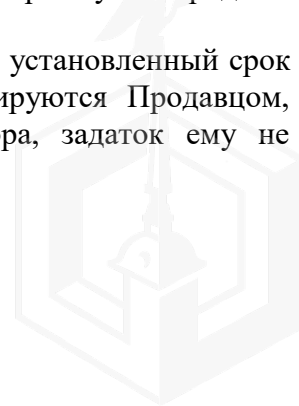 установленный срок
ируются Продавцом,
ра, задаток ему не